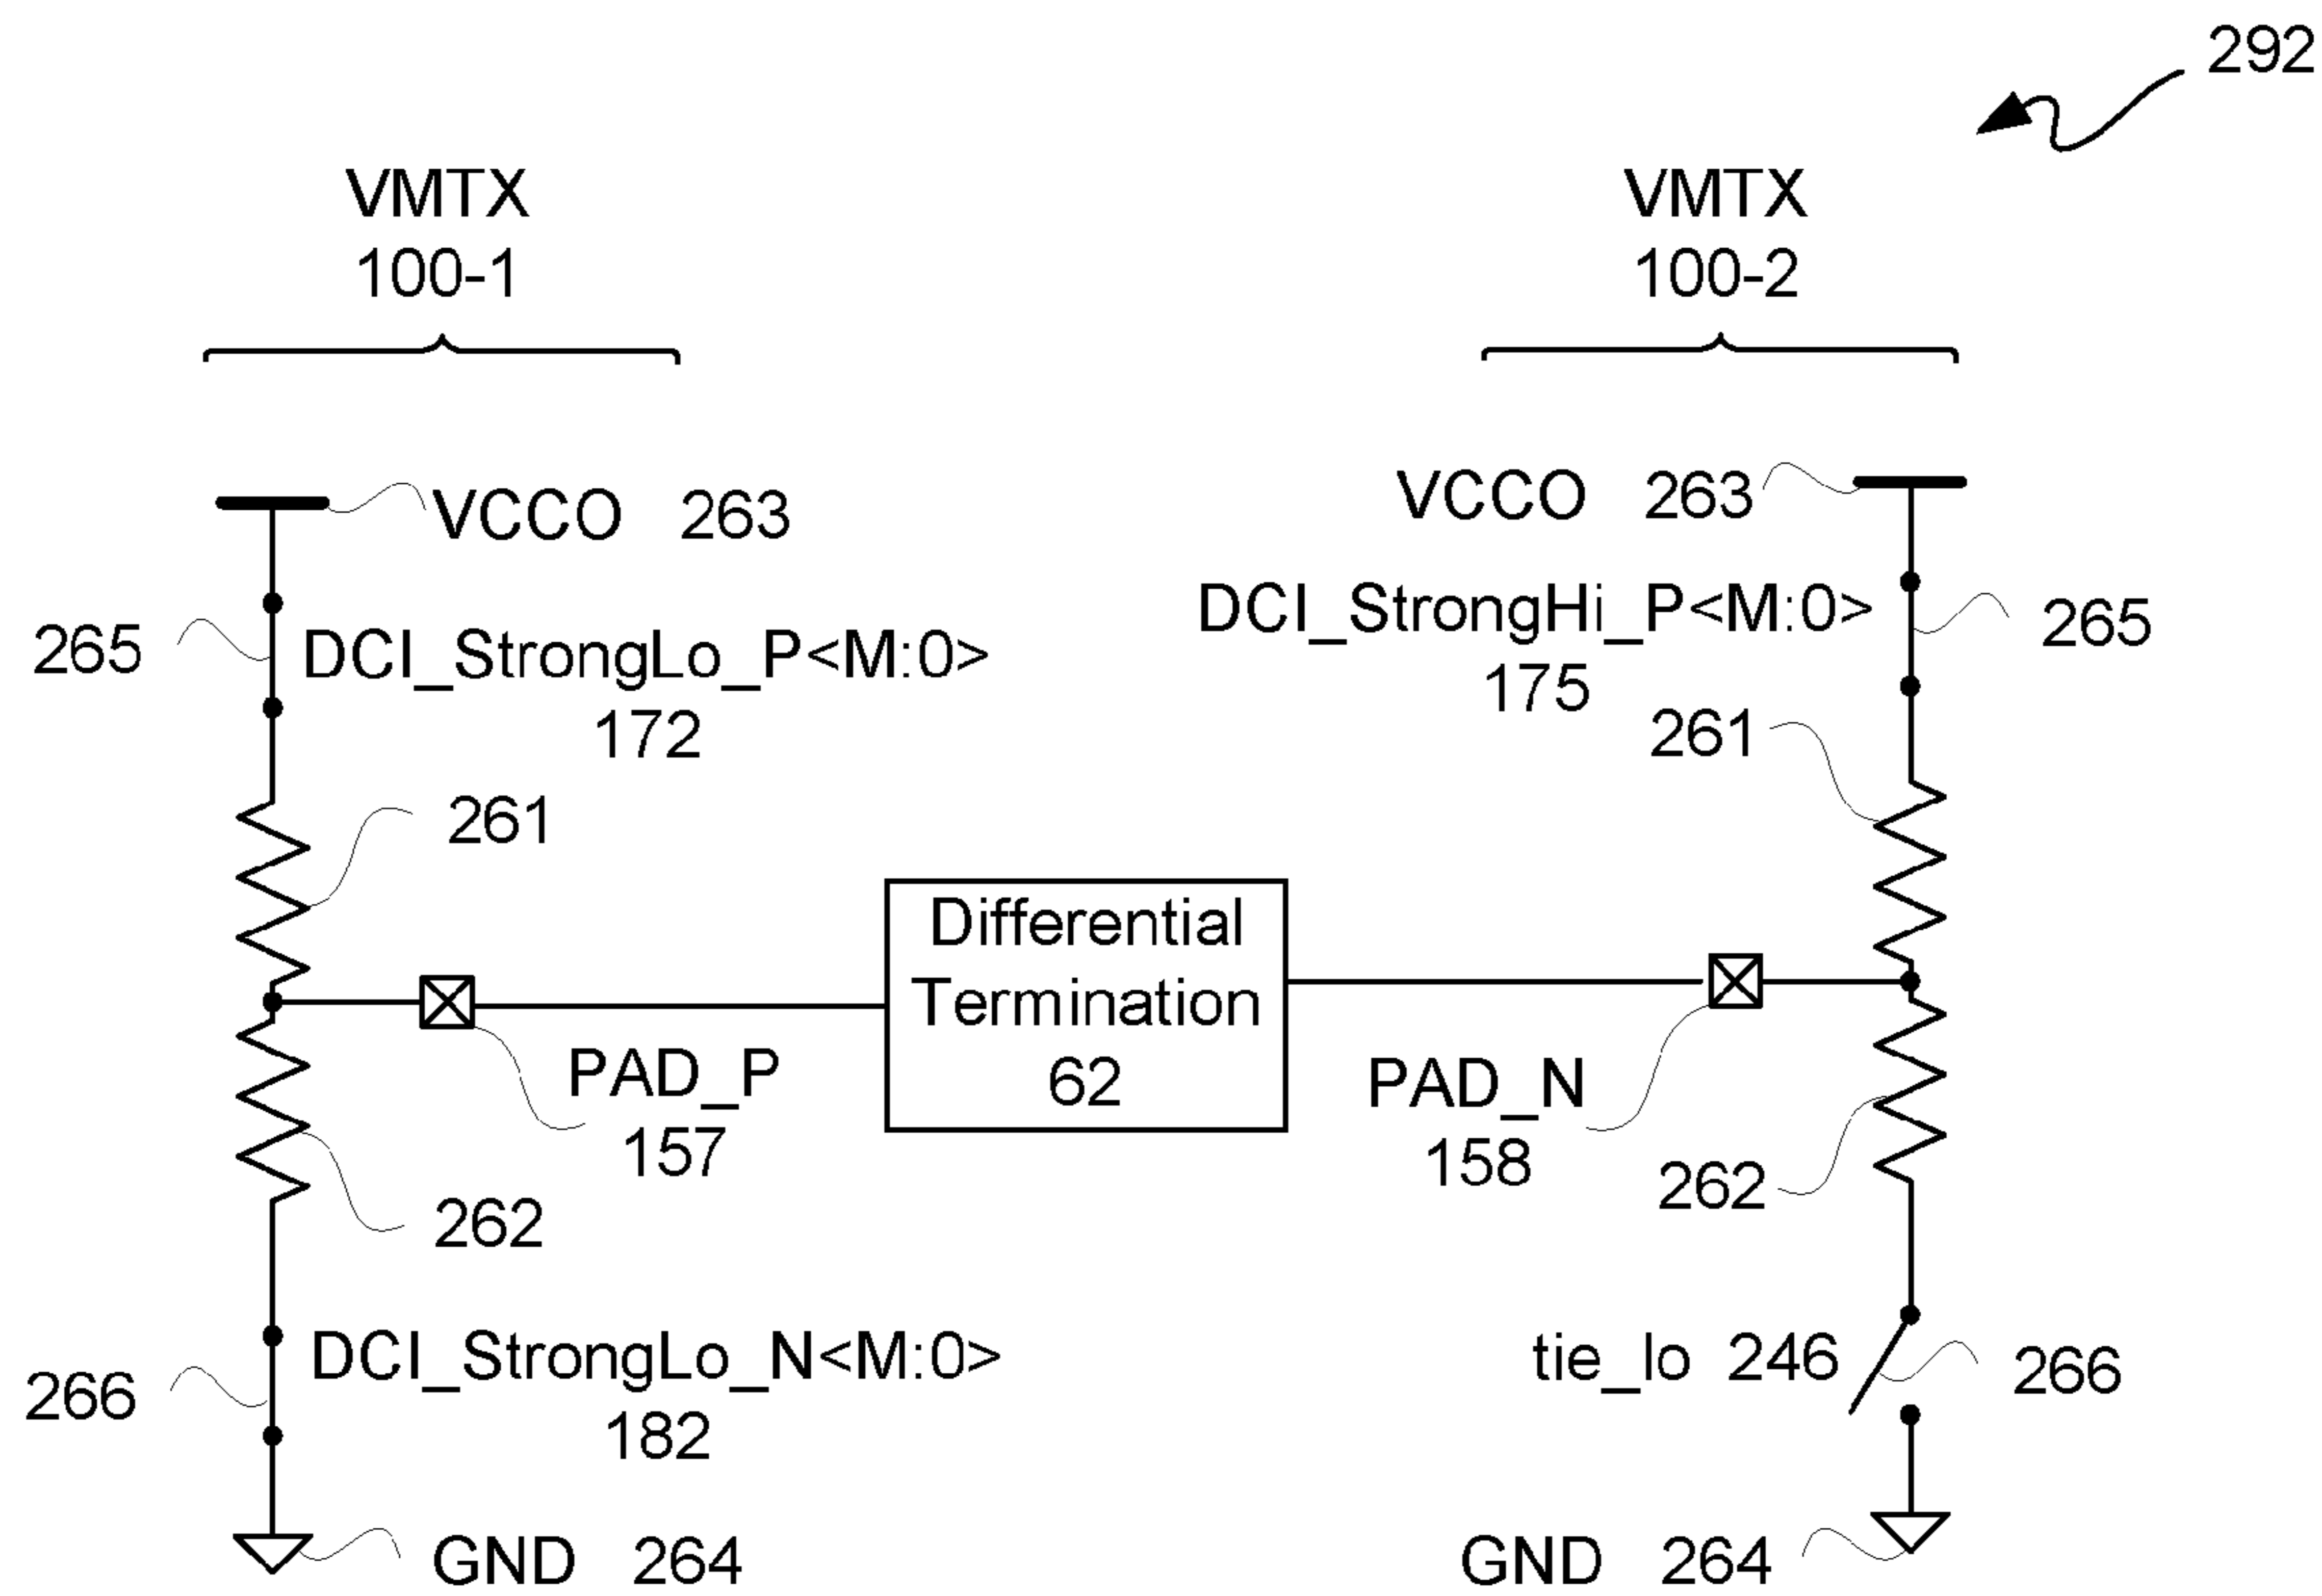 292
VMTX
100-1
VMTX
100-2
VCCO 263
VCCO 263
265
DCI_StrongLo_P<M:0>
172
DCI_StrongHi_P<M:0>
175
265
261
261
Differential
Termination
62
PAD_P
157
PAD_N
158
262
262
266
DCI_StrongLo_N<M:0>
182
tie_lo 246
266
GND 264
GND 264